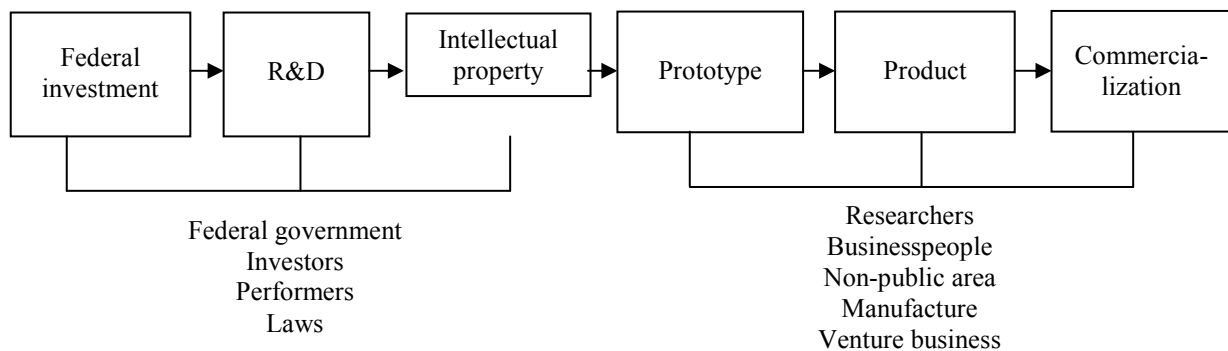 Federal
investment
R&D
Intellectual
property
Prototype
Product
Commercia-
lization
Federal government
Investors
Performers
Laws
Researchers
Businesspeople
Non-public area
Manufacture
Venture business